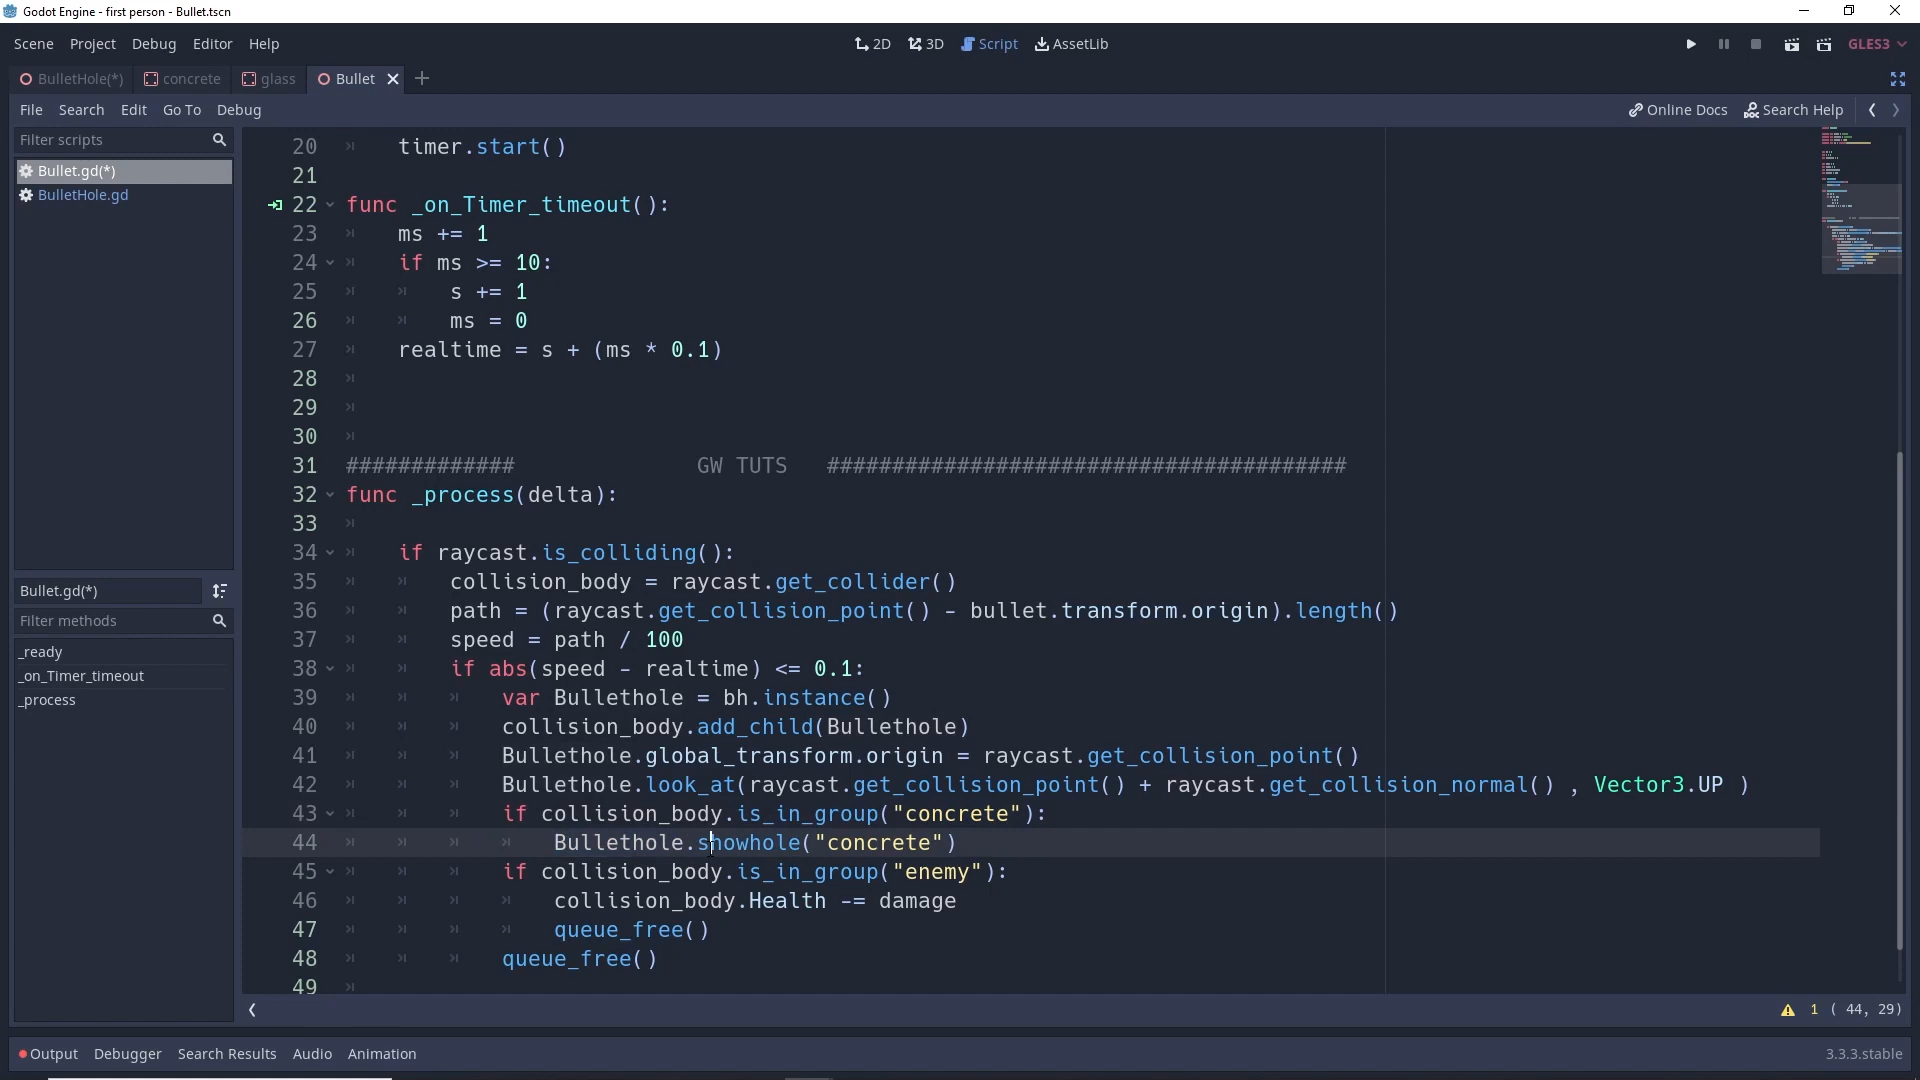 Godot Engine - first person - Bullet.tscn
Scene Project Debug Editor Help 2D 3D Script AssetLib GLES3
BulletHole(*) concrete glass Bullet
File Search Edit Go To Debug Online Docs Search Help
Filter scripts
Bullet.gd(*)
BulletHole.gd
Bullet.gd(*)
Filter methods
_ready
_on_Timer_timeout
_process
20 timer.start()
21
22 func _on_Timer_timeout():
23 ms += 1
24 if ms >= 10:
25 s += 1
26 ms = 0
27 realtime = s + (ms * 0.1)
28
29
30
31 ############# GW TUTS ########################################
32 func _process(delta):
33
34 if raycast.is_colliding():
35 collision_body = raycast.get_collider()
36 path = (raycast.get_collision_point() - bullet.transform.origin).length()
37 speed = path / 100
38 if abs(speed - realtime) <= 0.1:
39 var Bullethole = bh.instance()
40 collision_body.add_child(Bullethole)
41 Bullethole.global_transform.origin = raycast.get_collision_point()
42 Bullethole.look_at(raycast.get_collision_point() + raycast.get_collision_normal() , Vector3.UP )
43 if collision_body.is_in_group("concrete"):
44 Bullethole.showhole("concrete")
45 if collision_body.is_in_group("enemy"):
46 collision_body.Health -= damage
47 queue_free()
48 queue_free()
49
1 ( 44, 29)
Output Debugger Search Results Audio Animation 3.3.3.stable